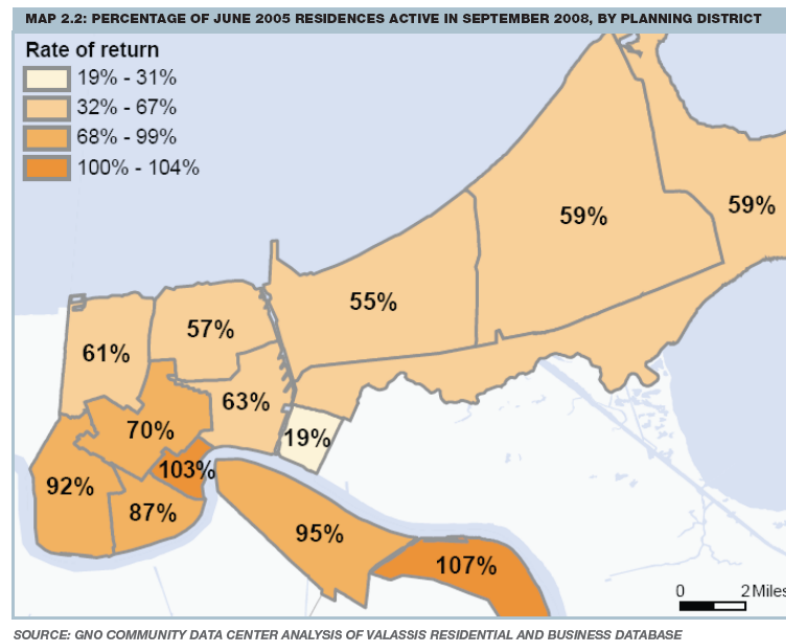 MAP 2.2: PERCENTAGE OF JUNE 2005 RESIDENCES ACTIVE IN SEPTEMBER 2008, BY PLANNING DISTRICT
Rate of return
19% - 31%
32% - 67%
68% - 99%
100% - 104%
59%
59%
55%
57%
61%
63%
70%
19%
103%
92%
87%
95%
107%
0 2 Miles
SOURCE: GNO COMMUNITY DATA CENTER ANALYSIS OF VALASSIS RESIDENTIAL AND BUSINESS DATABASE